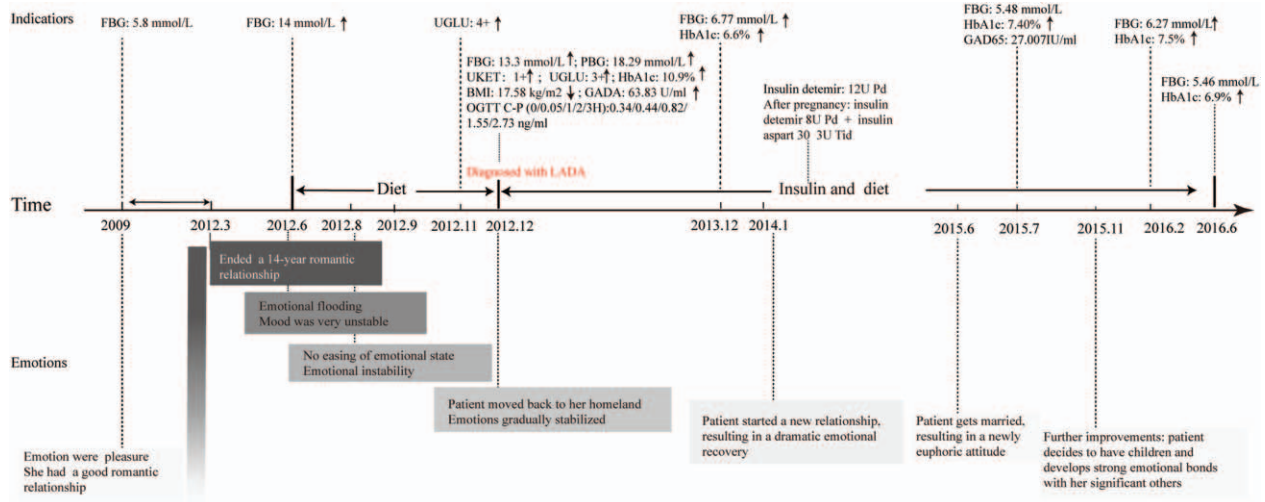 Indicatiors
FBG: 5.8 mmol/L
FBG: 14 mmol/L ↑
UGLU: 4+ ↑
FBG: 13.3 mmol/L↑; PBG: 18.29 mmol/L↑
UKET: 1+↑; UGLU: 3+↑; HbA1c: 10.9% ↑
BMI: 17.58 kg/m2 ↓; GADA: 63.83 U/ml ↑
OGTT C-P (0/0.05/1/2/3H):0.34/0.44/0.82/
1.55/2.73 ng/ml
FBG: 6.77 mmol/L ↑
HbA1c: 6.6% ↑
Insulin detemir: 12U Pd
After pregnancy: insulin
detemir 8U Pd + insulin
aspart 30 3U Tid
FBG: 5.48 mmol/L
HbA1c: 7.40% ↑
GAD65: 27.007IU/ml
FBG: 6.27 mmol/L↑
HbA1c: 7.5% ↑
FBG: 5.46 mmol/L
HbA1c: 6.9% ↑
Diagnosed with LADA
Diet
Insulin and diet
Time
2009
2012.3
2012.6
2012.8
2012.9
2012.11
2012.12
2013.12
2014.1
2015.6
2015.7
2015.11
2016.2
2016.6
Ended a 14-year romantic
relationship
Emotional flooding
Mood was very unstable
No easing of emotional state
Emotional instability
Emotions
Patient moved back to her homeland
Emotions gradually stabilized
Patient started a new relationship,
resulting in a dramatic emotional
recovery
Patient gets married,
resulting in a newly
euphoric attitude
Further improvements: patient
decides to have children and
develops strong emotional bonds
with her significant others
Emotion were pleasure
She had a good romantic
relationship